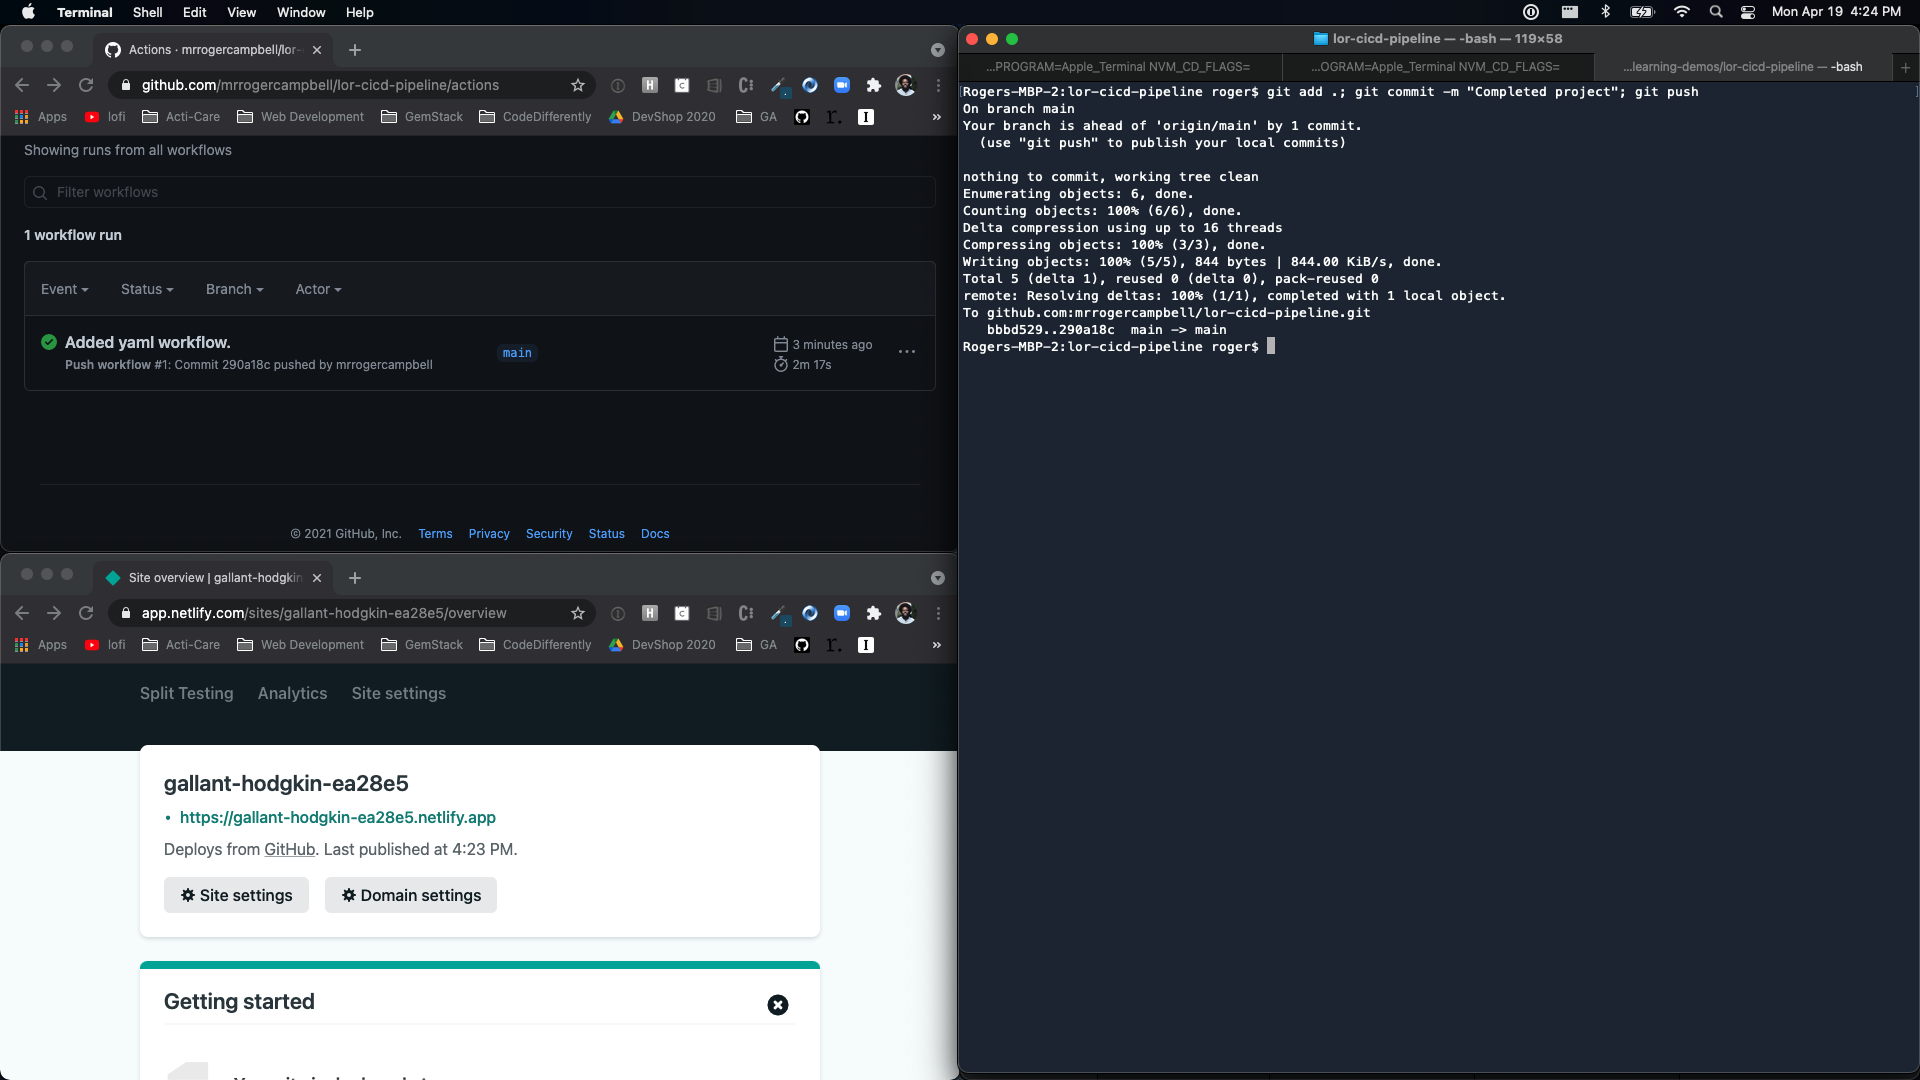 Terminal Shell Edit View Window Help
Mon Apr 19 4:24 PM
Actions · mrrogercampbell/lor-
github.com/mrrogercampbell/lor-cicd-pipeline/actions
Apps lofi Acti-Care Web Development GemStack CodeDifferently DevShop 2020 GA r. I »
Showing runs from all workflows
Filter workflows
1 workflow run
Event Status Branch Actor
Added yaml workflow.
Push workflow #1: Commit 290a18c pushed by mrrogercampbell
main
3 minutes ago
2m 17s
© 2021 GitHub, Inc. Terms Privacy Security Status Docs
Site overview | gallant-hodgkin
app.netlify.com/sites/gallant-hodgkin-ea28e5/overview
Apps lofi Acti-Care Web Development GemStack CodeDifferently DevShop 2020 GA r. I »
Split Testing Analytics Site settings
gallant-hodgkin-ea28e5
• https://gallant-hodgkin-ea28e5.netlify.app
Deploys from GitHub. Last published at 4:23 PM.
Site settings Domain settings
Getting started
lor-cicd-pipeline — -bash — 119×58
...PROGRAM=Apple_Terminal NVM_CD_FLAGS= ...OGRAM=Apple_Terminal NVM_CD_FLAGS= ...learning-demos/lor-cicd-pipeline — -bash
Rogers-MBP-2:lor-cicd-pipeline roger$ git add .; git commit -m "Completed project"; git push
On branch main
Your branch is ahead of 'origin/main' by 1 commit.
(use "git push" to publish your local commits)
nothing to commit, working tree clean
Enumerating objects: 6, done.
Counting objects: 100% (6/6), done.
Delta compression using up to 16 threads
Compressing objects: 100% (3/3), done.
Writing objects: 100% (5/5), 844 bytes | 844.00 KiB/s, done.
Total 5 (delta 1), reused 0 (delta 0), pack-reused 0
remote: Resolving deltas: 100% (1/1), completed with 1 local object.
To github.com:mrrogercampbell/lor-cicd-pipeline.git
bbbd529..290a18c main -> main
Rogers-MBP-2:lor-cicd-pipeline roger$